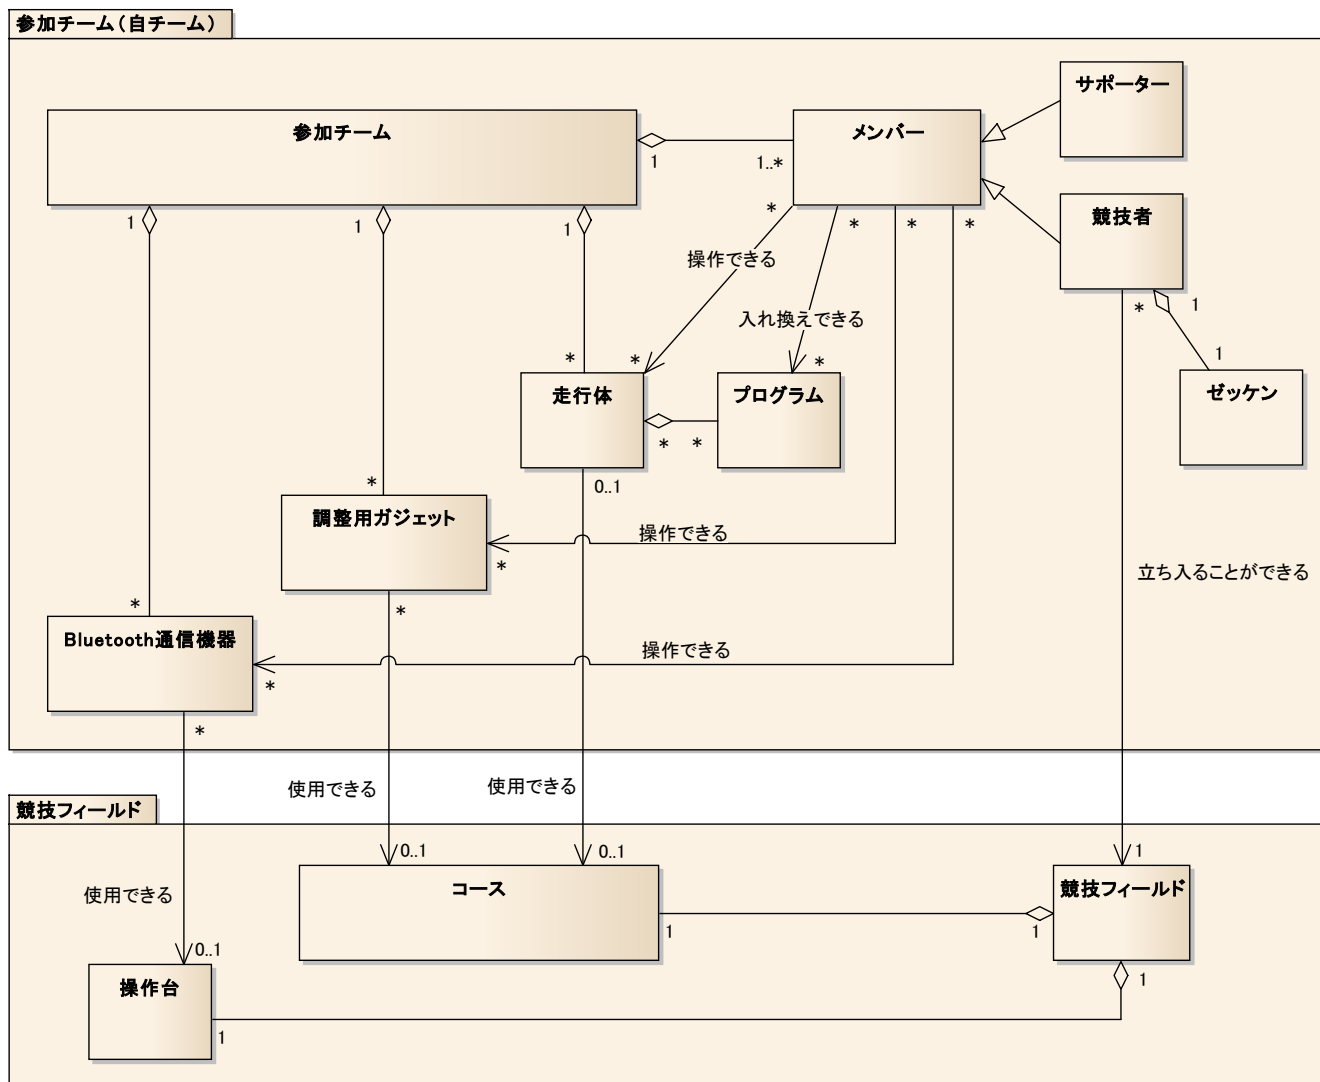 参加チーム(自チーム)
サポーター
参加チーム
メンバー
1
1..*
1
1
1
*
*
*
*
競技者
操作できる
*
1
入れ換えできる
*
*
*
1
走行体
プログラム
ゼッケン
*
*
0..1
*
調整用ガジェット
操作できる
*
立ち入ることができる
*
*
Bluetooth通信機器
操作できる
*
*
使用できる
使用できる
競技フィールド
0..1
0..1
1
コース
競技フィールド
使用できる
1
1
0..1
操作台
1
1